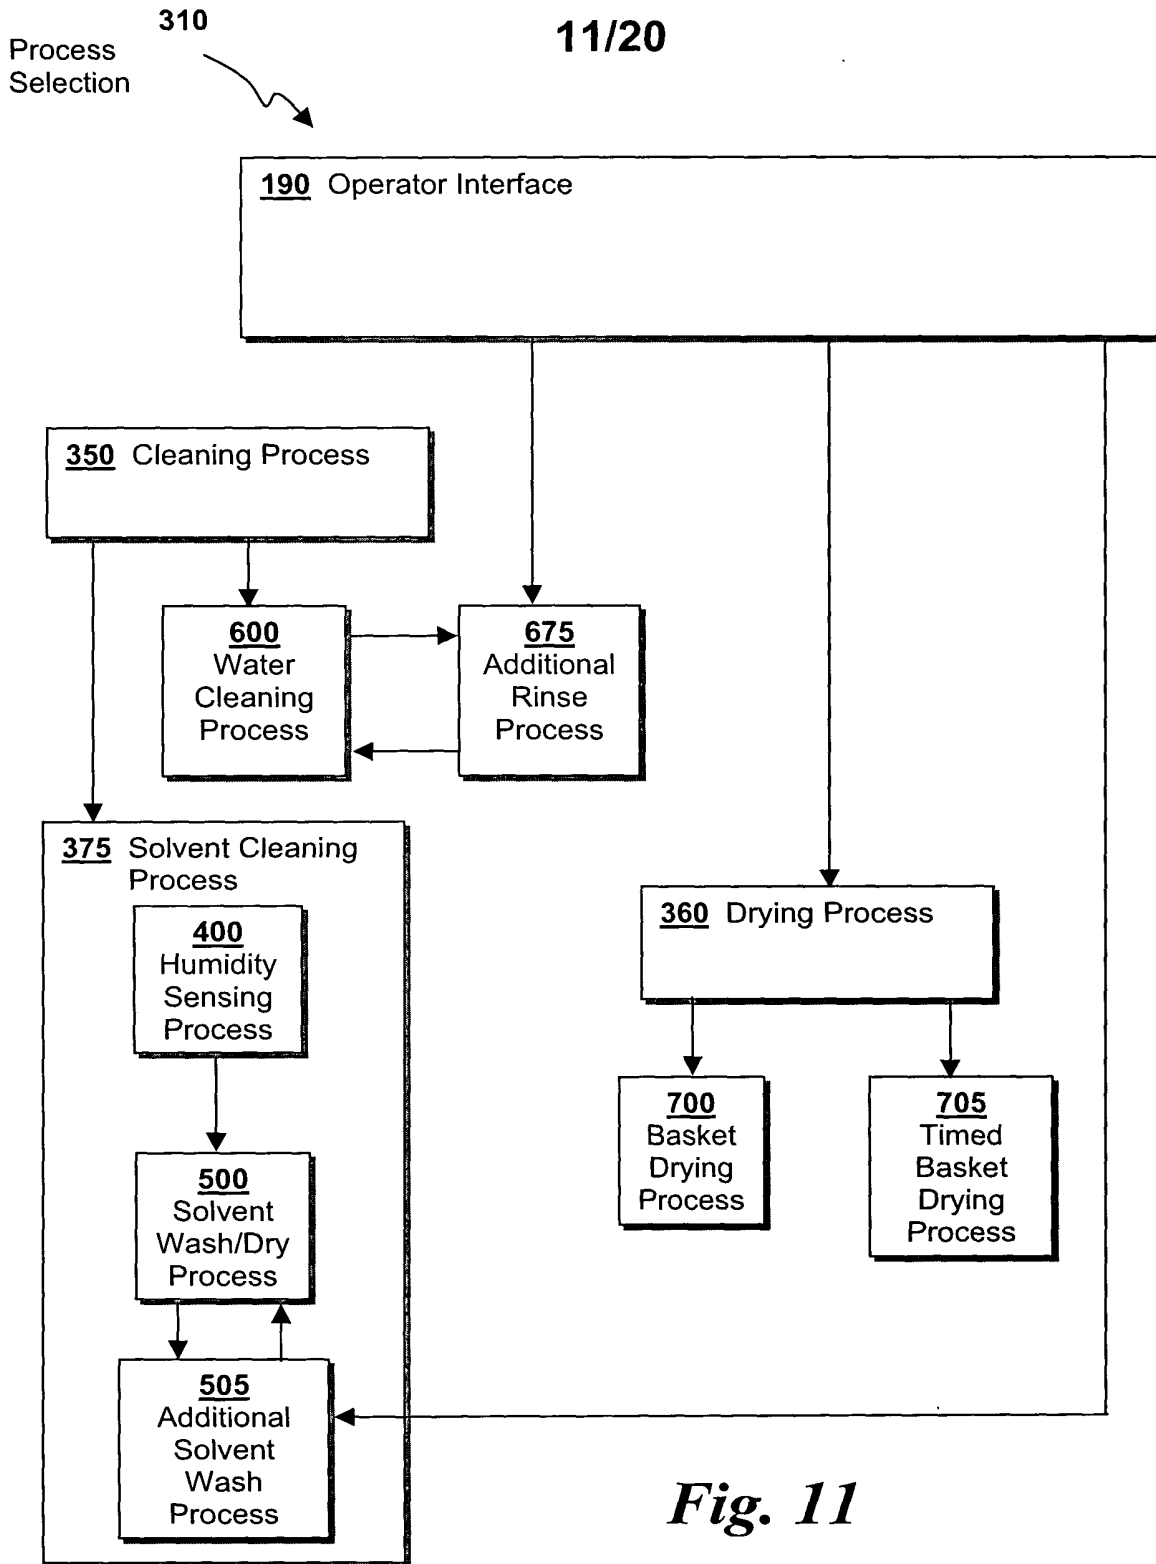 310
11/20
Process
Selection
190 Operator Interface
350 Cleaning Process
600
Water
Cleaning
Process
675
Additional
Rinse
Process
375 Solvent Cleaning
Process
400
Humidity
Sensing
Process
360 Drying Process
700
Basket
Drying
Process
705
Timed
Basket
Drying
Process
500
Solvent
Wash/Dry
Process
505
Additional
Solvent
Wash
Process
Fig. 11